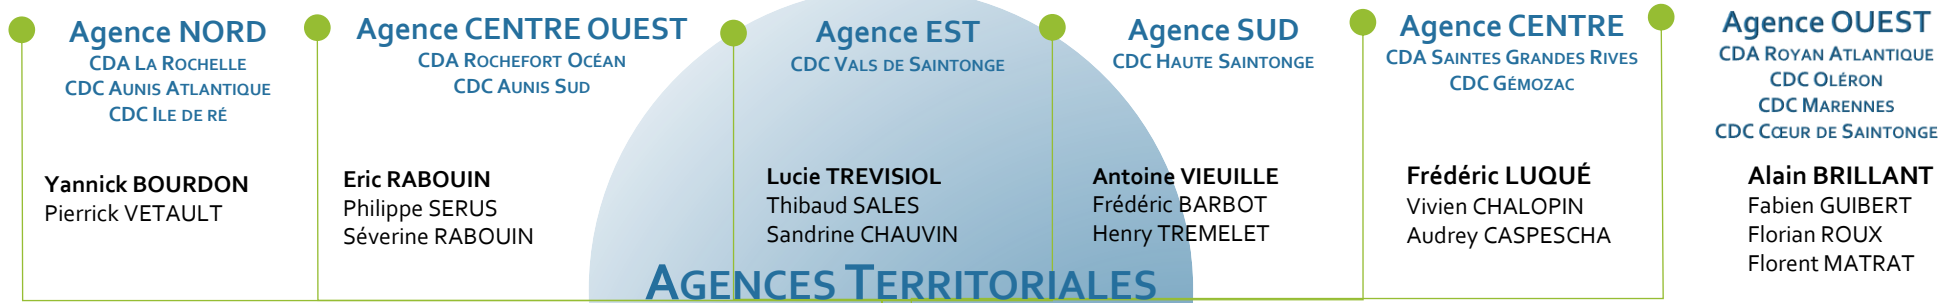 Agence NORD
CDA LA ROCHELLE
CDC AUNIS ATLANTIQUE
CDC ILE DE RÉ
Yannick BOURDON
Pierrick VETAULT
Agence CENTRE OUEST
CDA ROCHEFORT OCÉAN
CDC AUNIS SUD
Eric RABOUIN
Philippe SERUS
Séverine RABOUIN
Agence EST
CDC VALS DE SAINTONGE
Lucie TREVISIOL
Thibaud SALES
Sandrine CHAUVIN
Agence SUD
CDC HAUTE SAINTONGE
Antoine VIEUILLE
Frédéric BARBOT
Henry TREMELET
Agence CENTRE
CDA SAINTES GRANDES RIVES
CDC GÉMOZAC
Frédéric LUQUÉ
Vivien CHALOPIN
Audrey CASPESCHA
Agence OUEST
CDA ROYAN ATLANTIQUE
CDC OLÉRON
CDC MARENNES
CDC CŒUR DE SAINTONGE
Alain BRILLANT
Fabien GUIBERT
Florian ROUX
Florent MATRAT
AGENCES TERRITORIALES